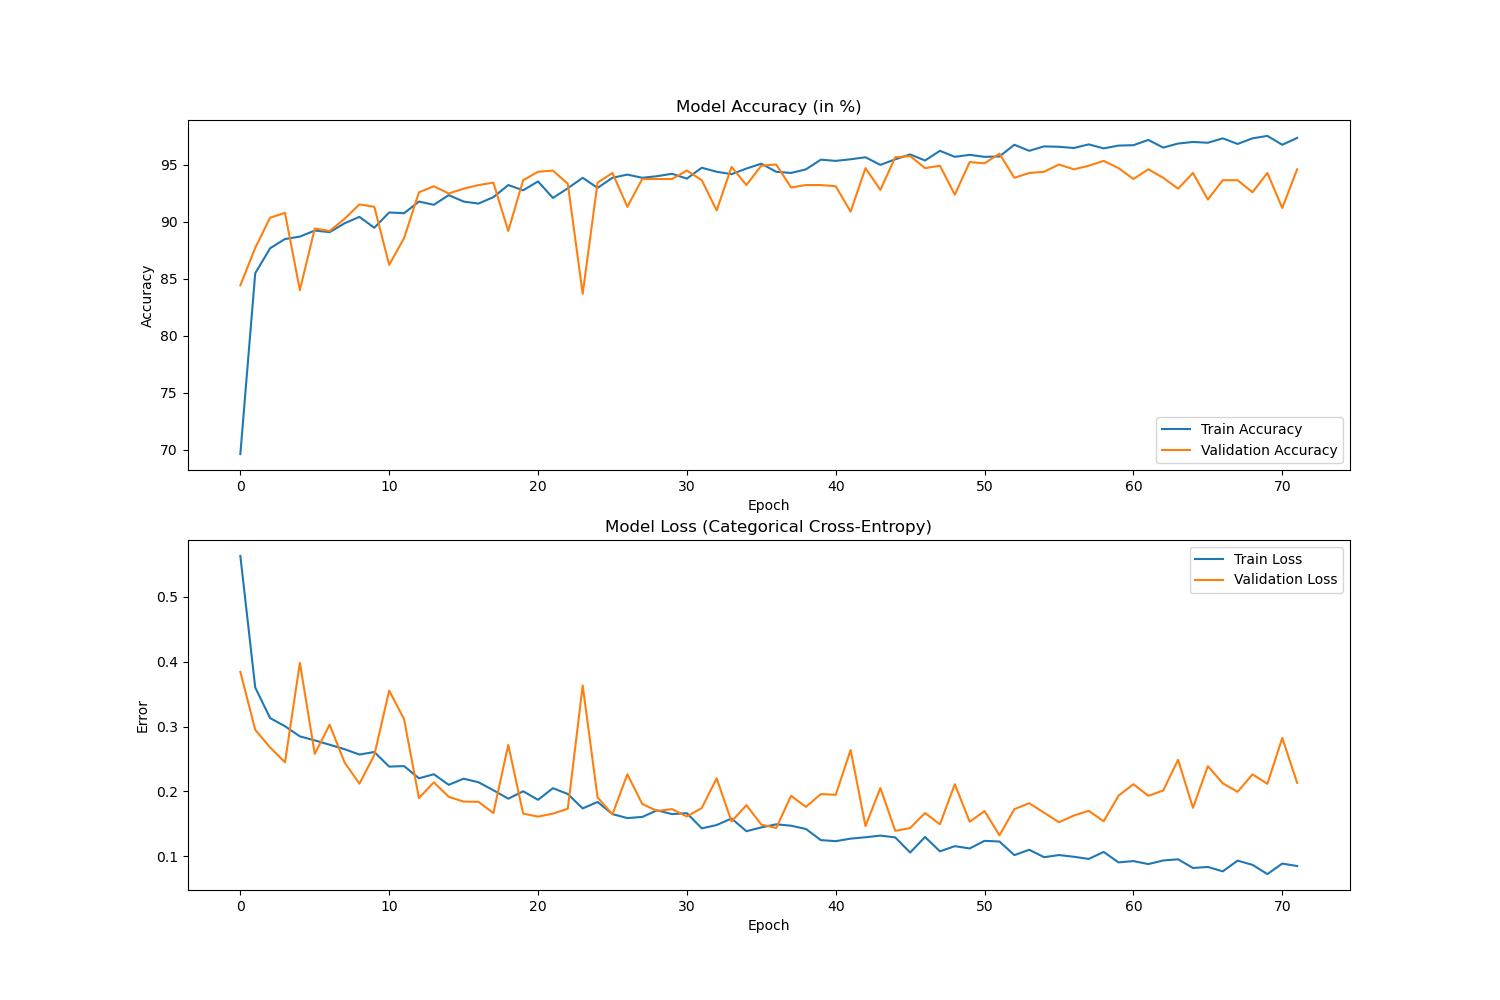 Model Accuracy (in %)
Accuracy
95
90
85
80
75
70
Train Accuracy
Validation Accuracy
0 10 20 30 40 50 60 70
Epoch
Model Loss (Categorical Cross-Entropy)
Error
0.5
0.4
0.3
0.2
0.1
Train Loss
Validation Loss
0 10 20 30 40 50 60 70
Epoch